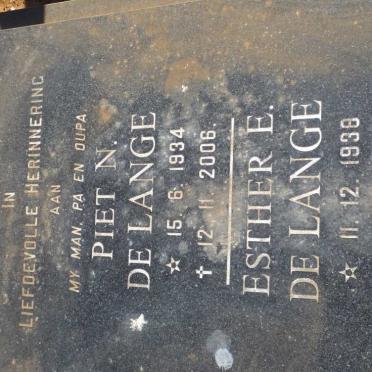 IN
LIEFDEVOLLE HERINNERING
AAN
MY MAN, PA EN OUPA
PIET N.
DE LANGE
☆ 15. 6. 1934
✝ 12. 11. 2006.
ESTHER E.
DE LANGE
☆ 11. 12. 1938